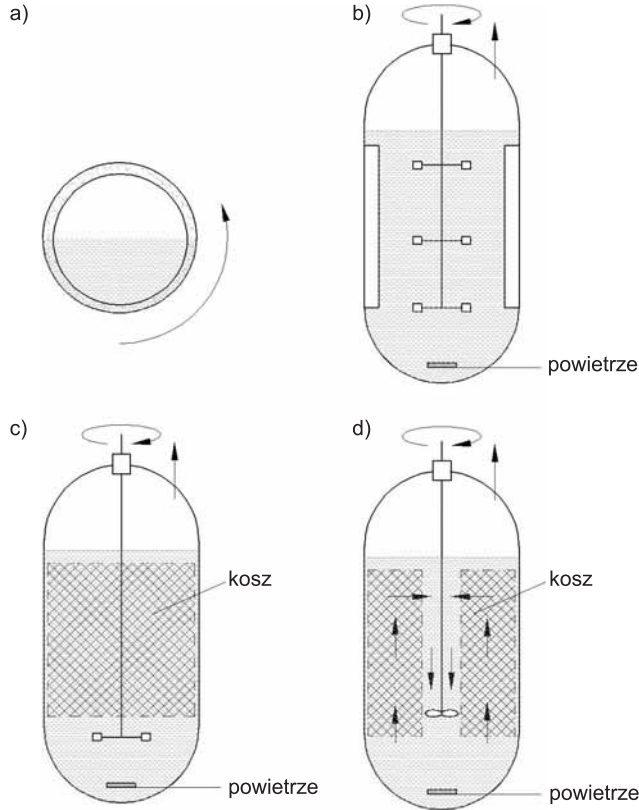 a)
b)
powietrze
c)
d)
kosz
kosz
powietrze
powietrze